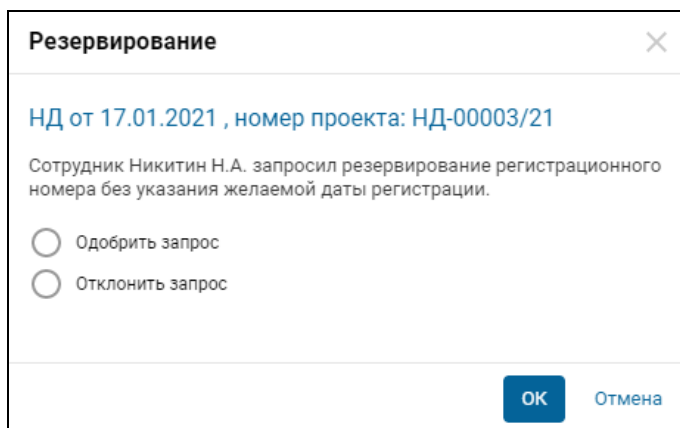 Резервирование
НД от 17.01.2021 , номер проекта: НД-00003/21
Сотрудник Никитин Н.А. запросил резервирование регистрационного
номера без указания желаемой даты регистрации.
Одобрить запрос
Отклонить запрос
ОК
Отмена